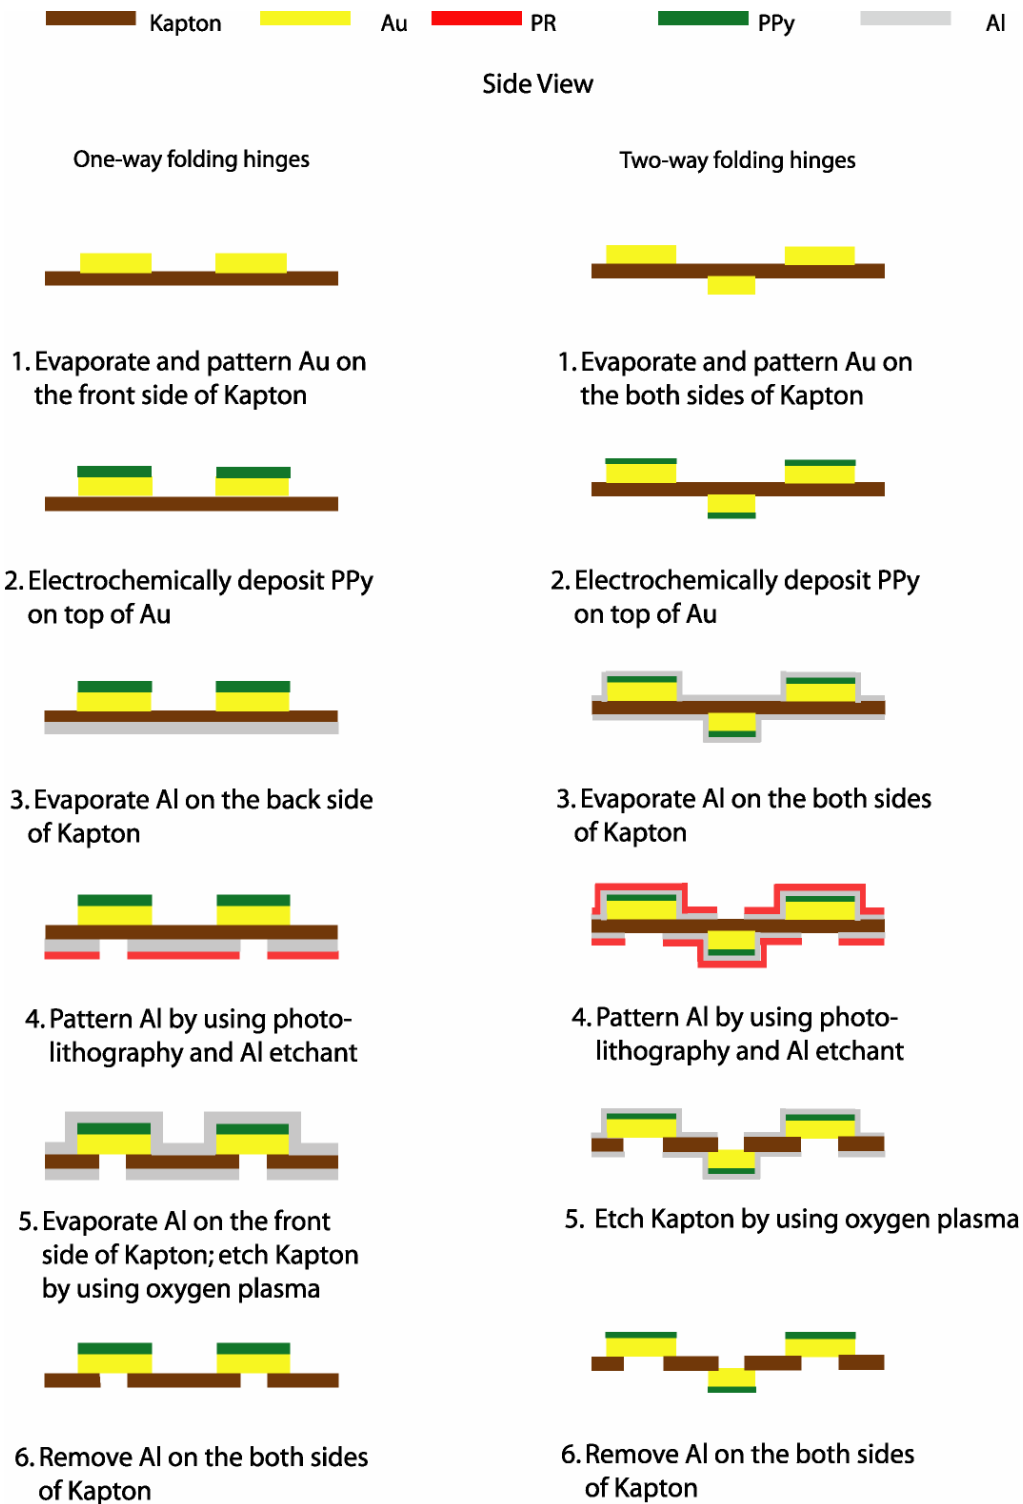 Kapton Au PR PPy Al
Side View
One-way folding hinges
1. Evaporate and pattern Au on
the front side of Kapton
2. Electrochemically deposit PPy
on top of Au
3. Evaporate Al on the back side
of Kapton
4. Pattern Al by using photo-
lithography and Al etchant
5. Evaporate Al on the front
side of Kapton; etch Kapton
by using oxygen plasma
6. Remove Al on the both sides
of Kapton
Two-way folding hinges
1. Evaporate and pattern Au on
the both sides of Kapton
2. Electrochemically deposit PPy
on top of Au
3. Evaporate Al on the both sides
of Kapton
4. Pattern Al by using photo-
lithography and Al etchant
5. Etch Kapton by using oxygen plasma
6. Remove Al on the both sides
of Kapton